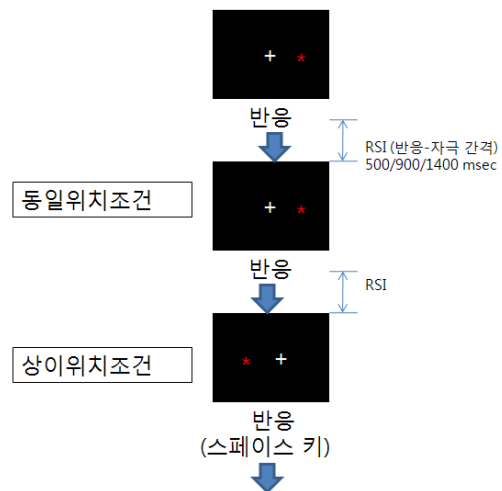 + *
반응
RSI (반응-자극 간격)
500/900/1400 msec
동일위치조건
+ *
반응
RSI
상이위치조건
* +
반응
(스페이스 키)